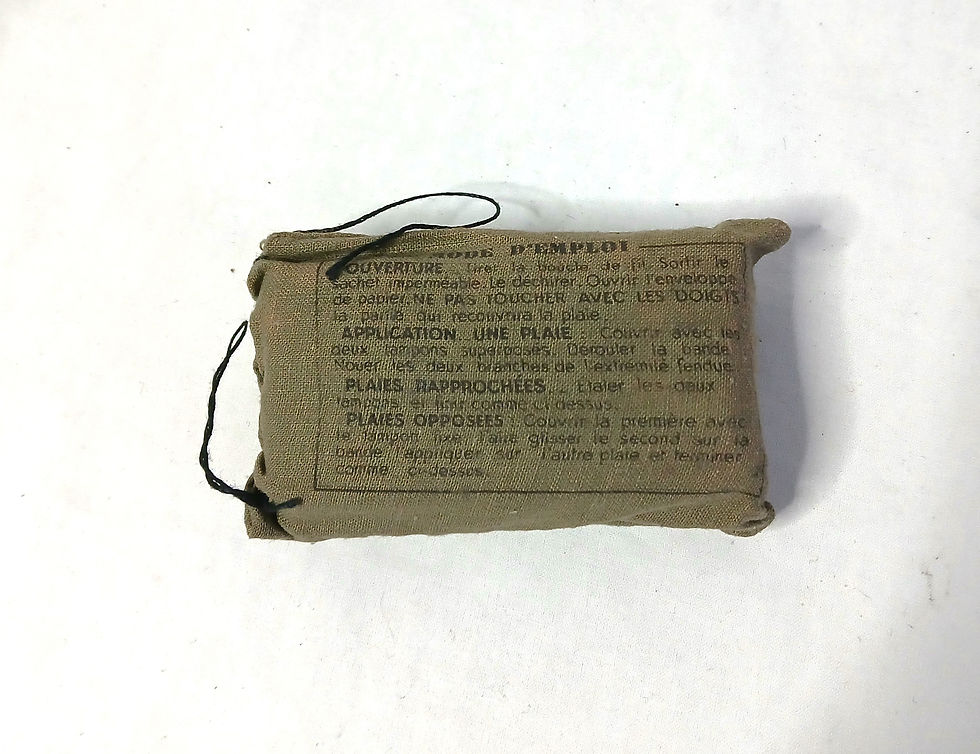 MODE D'EMPLOI
OUVERTURE : Tirer la boucle de fil. Sortir le
sachet imperméable. Le déchirer. Ouvrir l'enveloppe
de papier. NE PAS TOUCHER AVEC LES DOIGTS
la partie qui recouvrira la plaie.
APPLICATION. UNE PLAIE : Couvrir avec les
deux tampons superposés. Dérouler la bande.
Nouer les deux branches de l'extrémité fendue.
PLAIES RAPPROCHÉES : Etaler les deux
tampons et finir comme ci-dessus.
PLAIES OPPOSÉES : Couvrir la première avec
le tampon fixe. Faire glisser le second sur la
bande l'appliquer sur l'autre plaie et terminer
comme ci-dessus.